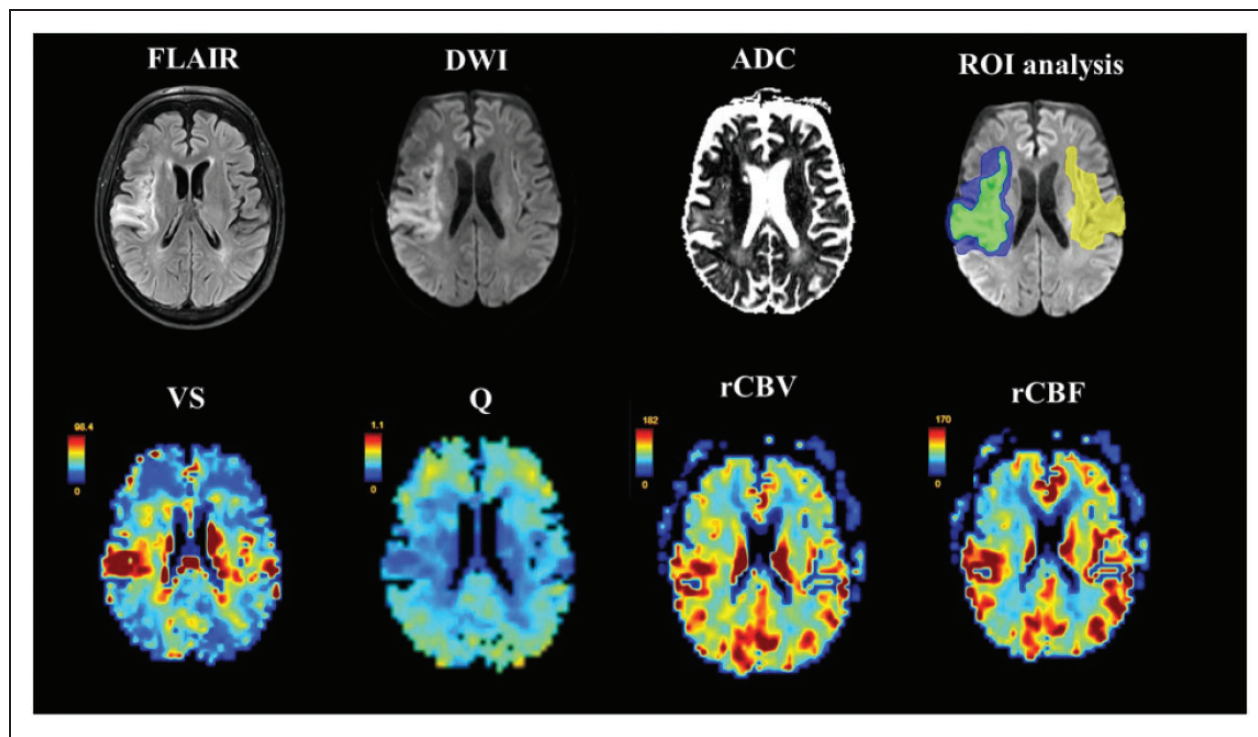 FLAIR
DWI
ADC
ROI analysis
VS
Q
rCBV
rCBF
98.4
0
1.1
0
182
0
170
0